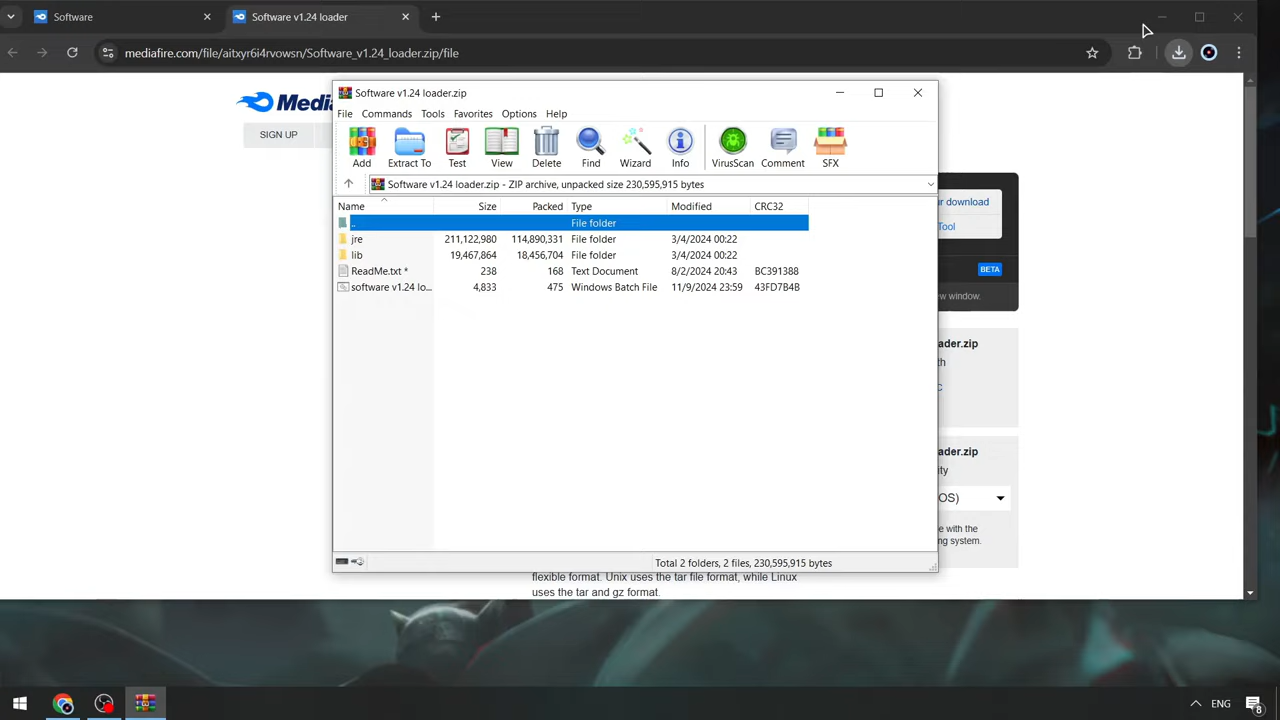 Software
Software v1.24 loader
mediafire.com/file/aitxyr6i4rvowsn/Software_v1.24_loader.zip/file
Media
SIGN UP
Software v1.24 loader.zip
File Commands Tools Favorites Options Help
Add Extract To Test View Delete Find Wizard Info VirusScan Comment SFX
Software v1.24 loader.zip - ZIP archive, unpacked size 230,595,915 bytes
Name Size Packed Type Modified CRC32
.. File folder
jre 211,122,980 114,890,331 File folder 3/4/2024 00:22
lib 19,467,864 18,456,704 File folder 3/4/2024 00:22
ReadMe.txt * 238 168 Text Document 8/2/2024 20:43 BC391388
software v1.24 lo... 4,833 475 Windows Batch File 11/9/2024 23:59 43FD7B4B
Total 2 folders, 2 files, 230,595,915 bytes
ur download
Tool
BETA
ew window.
ader.zip
th
C
ader.zip
ity
OS)
e with the
ng system.
flexible format. Unix uses the tar file format, while Linux
uses the tar and gz format.
ENG
8